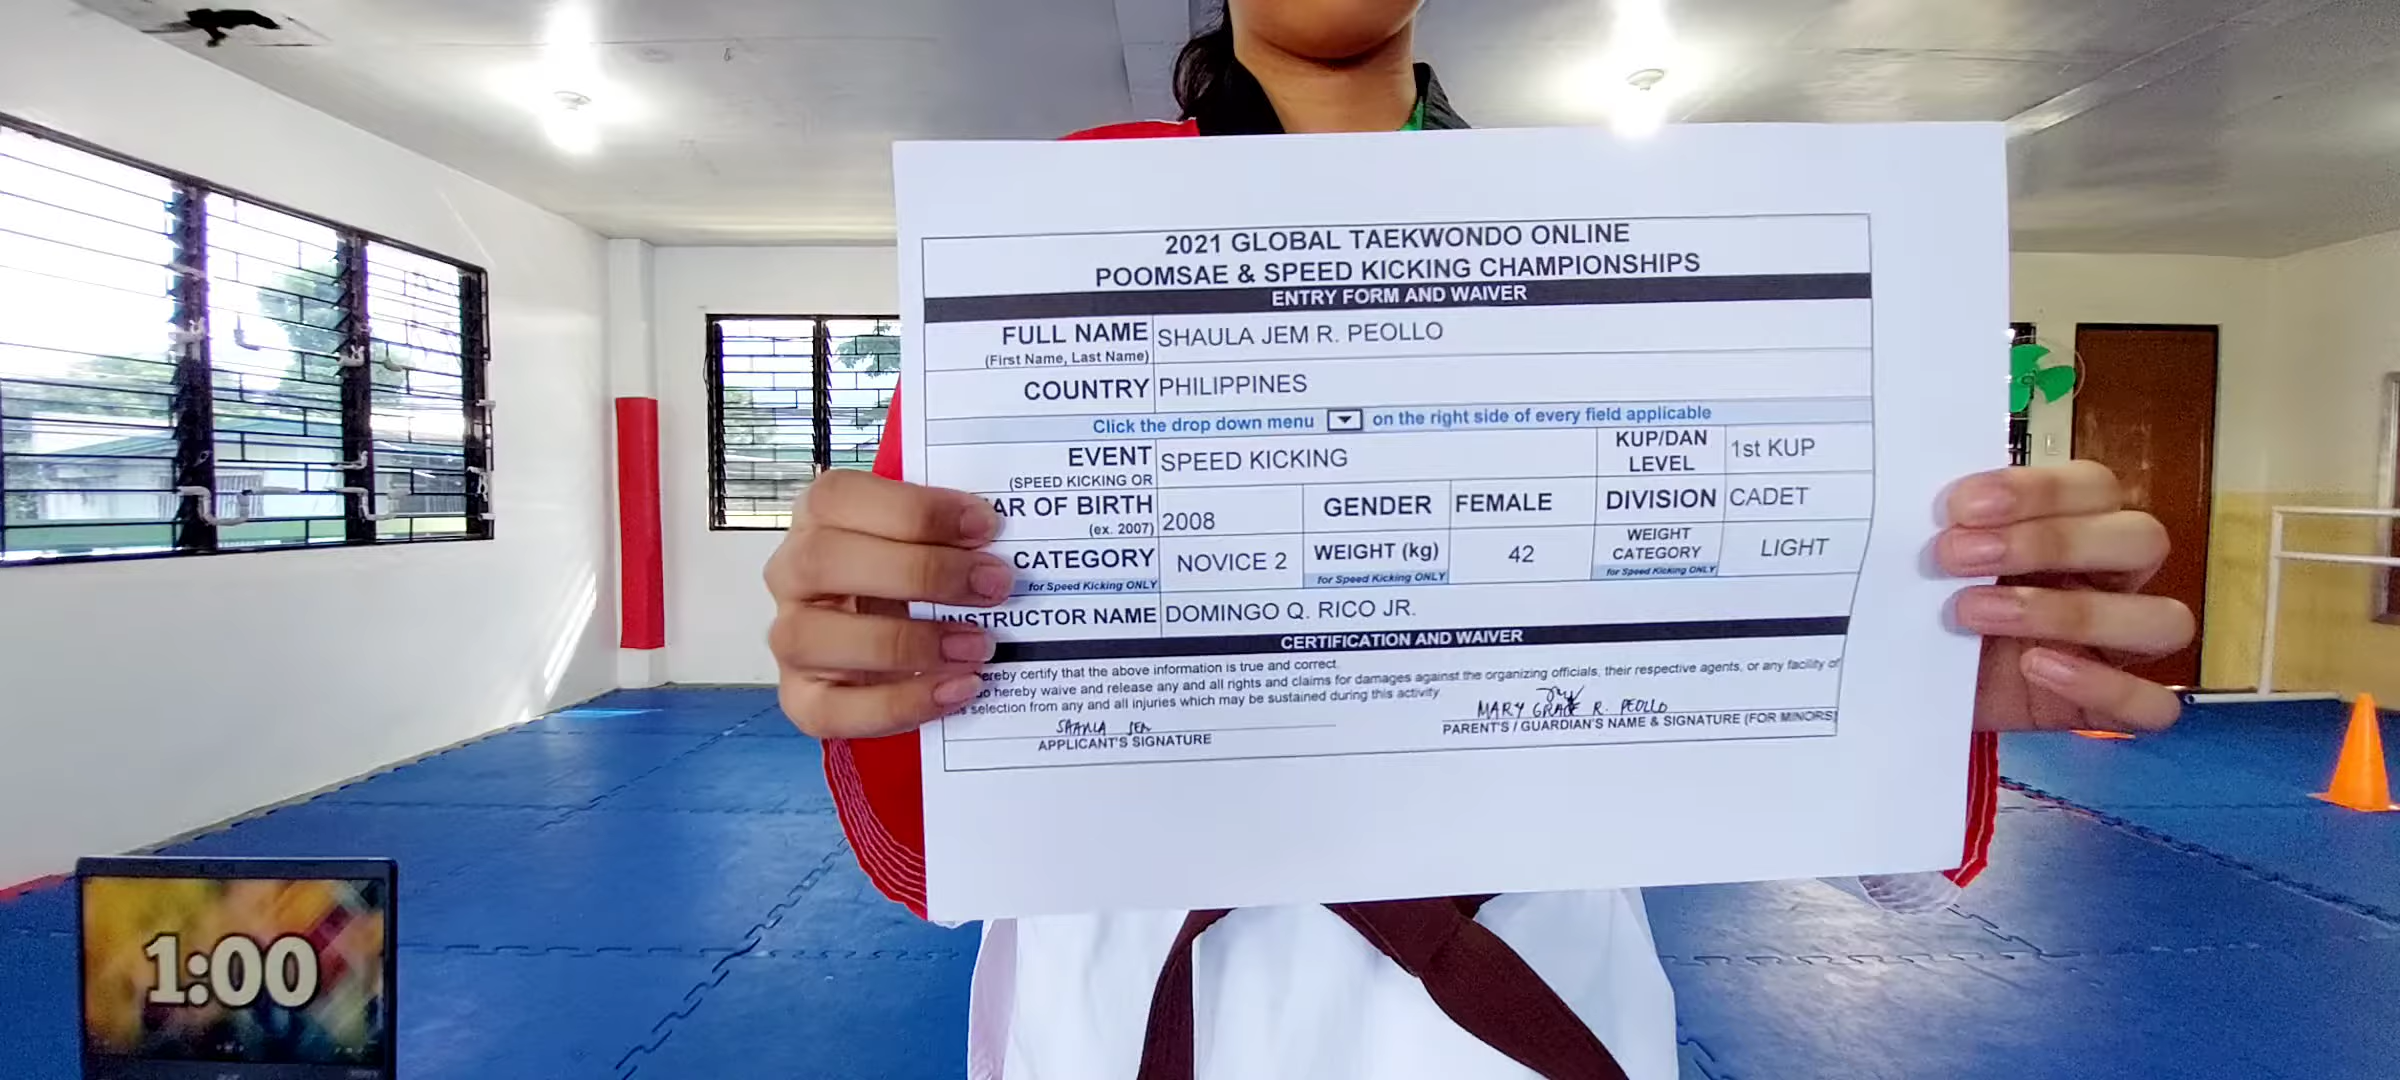 2021 GLOBAL TAEKWONDO ONLINE
POOMSAE & SPEED KICKING CHAMPIONSHIPS
ENTRY FORM AND WAIVER
FULL NAME SHAULA JEM R. PEOLLO
(First Name, Last Name)
COUNTRY PHILIPPINES
Click the drop down menu on the right side of every field applicable
EVENT SPEED KICKING KUP/DAN LEVEL 1st KUP
(SPEED KICKING OR
AR OF BIRTH 2008 GENDER FEMALE DIVISION CADET
(ex. 2007)
CATEGORY NOVICE 2 WEIGHT (kg) 42 WEIGHT CATEGORY LIGHT
for Speed Kicking ONLY for Speed Kicking ONLY for Speed Kicking ONLY
INSTRUCTOR NAME DOMINGO Q. RICO JR.
CERTIFICATION AND WAIVER
ereby certify that the above information is true and correct.
do hereby waive and release any and all rights and claims for damages against the organizing officials, their respective agents, or any facility of
selection from any and all injuries which may be sustained during this activity.
SHAULA JEM MARY GRACE R. PEOLLO
APPLICANT'S SIGNATURE PARENT'S / GUARDIAN'S NAME & SIGNATURE (FOR MINORS)
1:00